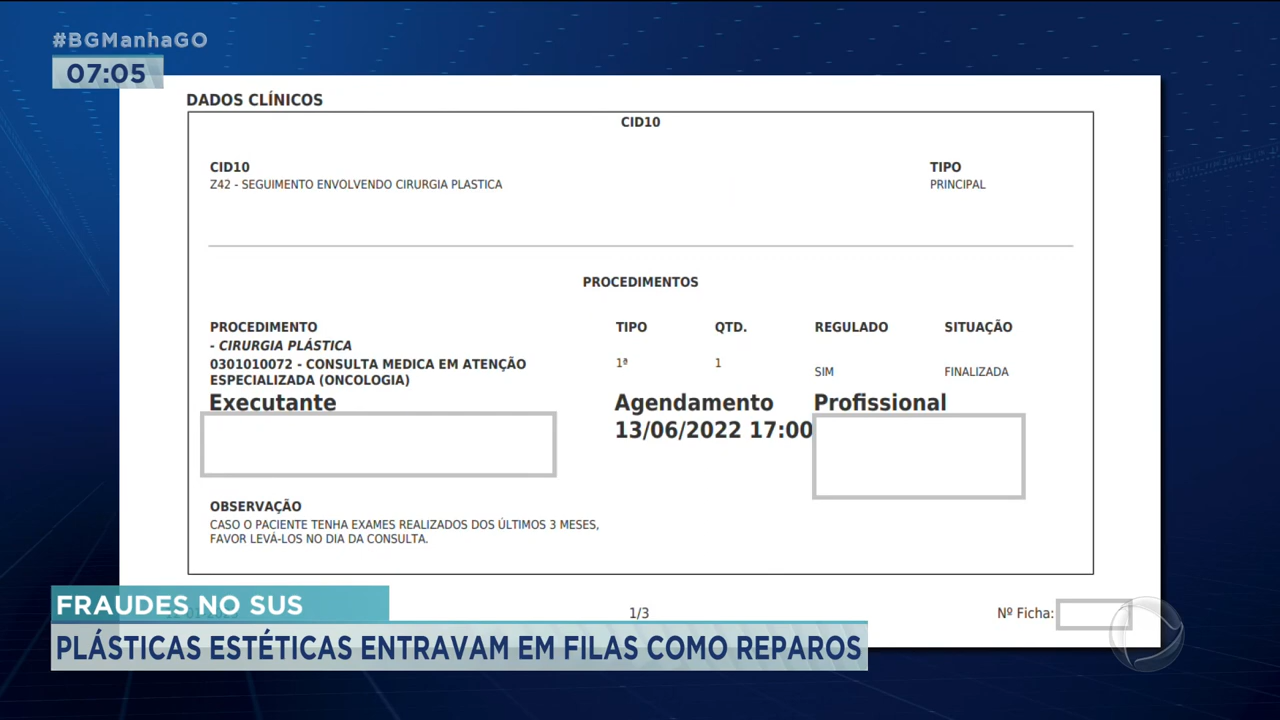 #BGManhaGO
07:05
DADOS CLÍNICOS
CID10
CID10
TIPO
Z42 - SEGUIMENTO ENVOLVENDO CIRURGIA PLASTICA
PRINCIPAL
PROCEDIMENTOS
PROCEDIMENTO
TIPO
QTD.
REGULADO
SITUAÇÃO
- CIRURGIA PLÁSTICA
0301010072 - CONSULTA MEDICA EM ATENÇÃO
ESPECIALIZADA (ONCOLOGIA)
1ª
1
SIM
FINALIZADA
Executante
Agendamento
Profissional
13/06/2022 17:00
OBSERVAÇÃO
CASO O PACIENTE TENHA EXAMES REALIZADOS DOS ÚLTIMOS 3 MESES,
FAVOR LEVÁ-LOS NO DIA DA CONSULTA.
FRAUDES NO SUS
1/3
Nº Ficha:
PLÁSTICAS ESTÉTICAS ENTRAVAM EM FILAS COMO REPAROS